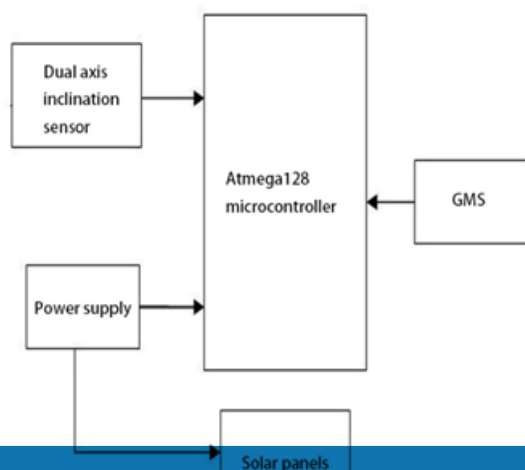 Dual axis
inclination
sensor
Atmega128
microcontroller
GMS
Power supply
Solar panels